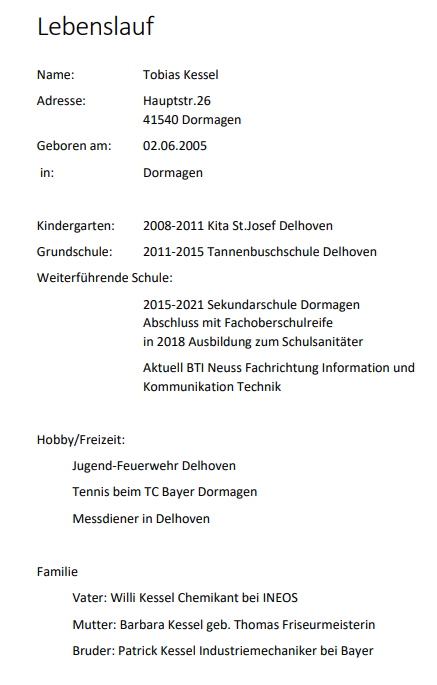 Lebenslauf
Name: Tobias Kessel
Adresse: Hauptstr.26
41540 Dormagen
Geboren am: 02.06.2005
in: Dormagen
Kindergarten: 2008-2011 Kita St.Josef Delhoven
Grundschule: 2011-2015 Tannenbuschschule Delhoven
Weiterführende Schule:
2015-2021 Sekundarschule Dormagen
Abschluss mit Fachoberschulreife
in 2018 Ausbildung zum Schulsanitäter
Aktuell BTI Neuss Fachrichtung Information und
Kommunikation Technik
Hobby/Freizeit:
Jugend-Feuerwehr Delhoven
Tennis beim TC Bayer Dormagen
Messdiener in Delhoven
Familie
Vater: Willi Kessel Chemikant bei INEOS
Mutter: Barbara Kessel geb. Thomas Friseurmeisterin
Bruder: Patrick Kessel Industriemechaniker bei Bayer